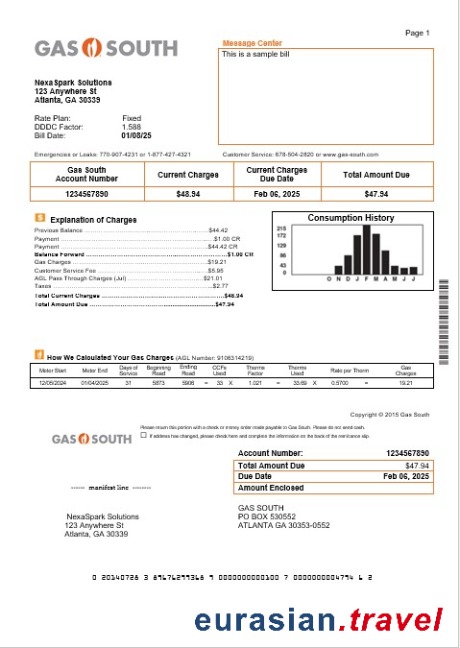 Page 1
GAS SOUTH
Message Center
This is a sample bill
NexaSpark Solutions
123 Anywhere St
Atlanta, GA 30339
Rate Plan: Fixed
DDDC Factor: 1.588
Bill Date: 01/08/25
Emergencies or Leaks: 770-907-4231 or 1-877-427-4321 Customer Service: 678-504-2820 or www.gas-south.com
Gas South Account Number Current Charges Current Charges Due Date Total Amount Due
1234567890 $48.94 Feb 06, 2025 $47.94
$ Explanation of Charges
Previous Balance $44.42
Payment $1.00 CR
Payment $44.42 CR
Balance Forward $1.00 CR
Gas Charges $19.21
Customer Service Fee $5.95
AGL Pass Through Charges (Jul) $21.01
Taxes $2.77
Total Current Charges $48.94
Total Amount Due $47.94
Consumption History
215
172
129
86
43
0
O N D J F M A M J J
How We Calculated Your Gas Charges (AGL Number: 9106314219)
Meter Start Meter End Days of Service Beginning Read Ending Read CCFs Used Therms Factor Therms Used Rate per Therm Gas Charges
12/05/2024 01/04/2025 31 5873 5906 = 33 X 1.021 = 33.69 X 0.5700 = 19.21
Copyright © 2015 Gas South
GAS SOUTH
Please return this portion with a check or money order made payable to Gas South. Please do not send cash.
If address has changed, please check here and complete the information on the back of the remittance slip.
Account Number: 1234567890
Total Amount Due $47.94
Due Date Feb 06, 2025
Amount Enclosed
----- manifest line --------
NexaSpark Solutions
123 Anywhere St
Atlanta, GA 30339
GAS SOUTH
PO BOX 530552
ATLANTA GA 30353-0552
eurasian.travel